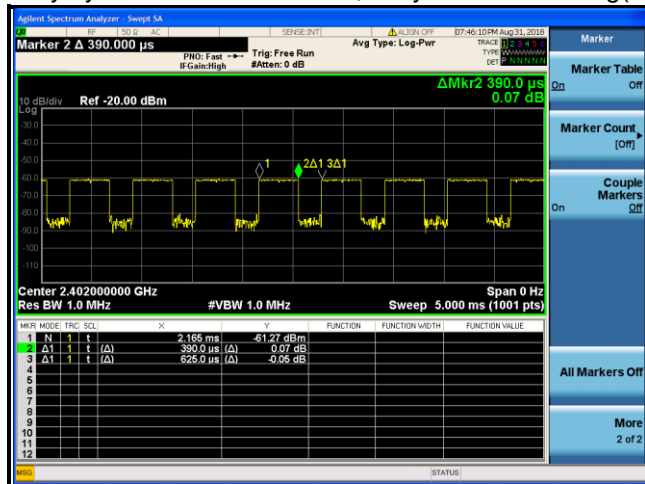 Agilent Spectrum Analyzer - Swept SA
RF 50 Ω AC SENSE:INT ALIGN OFF 07:46:10PM Aug 31, 2018
Marker 2 Δ 390.000 µs
PNO: Fast
IFGain:High
Trig: Free Run
#Atten: 0 dB
Avg Type: Log-Pwr
TRACE 1 2 3 4 5 6
TYPE
DET P N N N N N
ΔMkr2 390.0 µs
0.07 dB
10 dB/div Ref -20.00 dBm
Log
-30.0
-40.0
-50.0
-60.0
-70.0
-80.0
-90.0
-100
-110
1 2Δ1 3Δ1
Center 2.402000000 GHz Span 0 Hz
Res BW 1.0 MHz #VBW 1.0 MHz Sweep 5.000 ms (1001 pts)
MKR MODE TRC SCL X Y FUNCTION FUNCTION WIDTH FUNCTION VALUE
1 N 1 t 2.165 ms -61.27 dBm
2 Δ1 1 t (Δ) 390.0 µs (Δ) 0.07 dB
3 Δ1 1 t (Δ) 625.0 µs (Δ) -0.05 dB
4
5
6
7
8
9
10
11
12
MSG STATUS
Marker
Marker Table
On Off
Marker Count
[Off]
Couple
Markers
On Off
All Markers Off
More
2 of 2